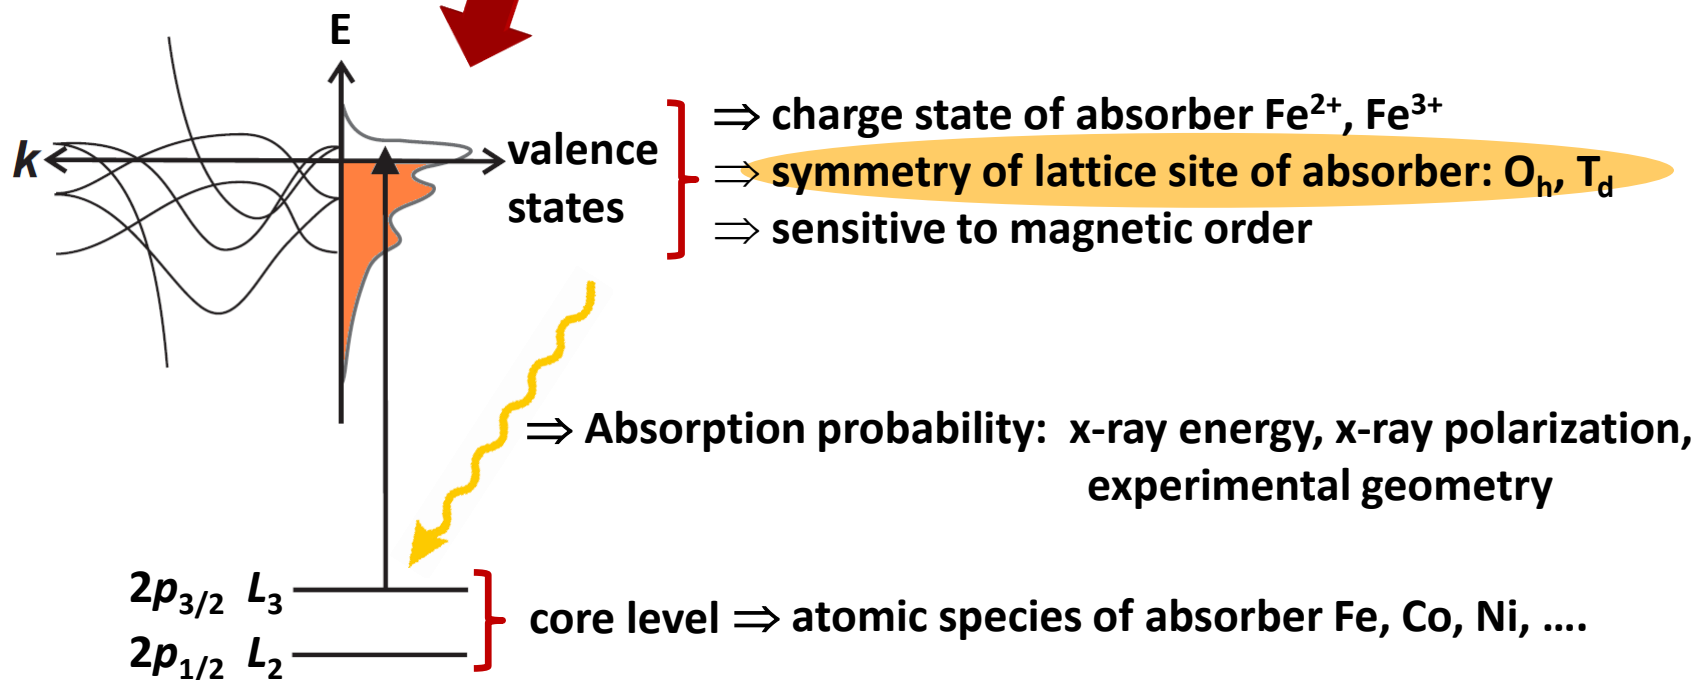 E
k
valence
states
⇒ charge state of absorber Fe²⁺, Fe³⁺
⇒ symmetry of lattice site of absorber: Oₕ, T_d
⇒ sensitive to magnetic order
⇒ Absorption probability: x-ray energy, x-ray polarization,
experimental geometry
2p₃/₂ L₃
2p₁/₂ L₂
core level ⇒ atomic species of absorber Fe, Co, Ni, ....